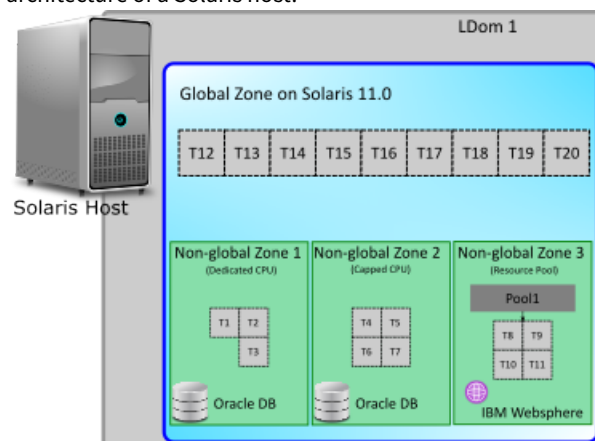 architecture of a Solaris host.
LDom 1
Global Zone on Solaris 11.0
T12 T13 T14 T15 T16 T17 T18 T19 T20
Solaris Host
Non-global Zone 1
(Dedicated CPU)
T1 T2
T3
Oracle DB
Non-global Zone 2
(Capped CPU)
T4 T5
T6 T7
Oracle DB
Non-global Zone 3
(Resource Pool)
Pool1
T8 T9
T10 T11
IBM Websphere